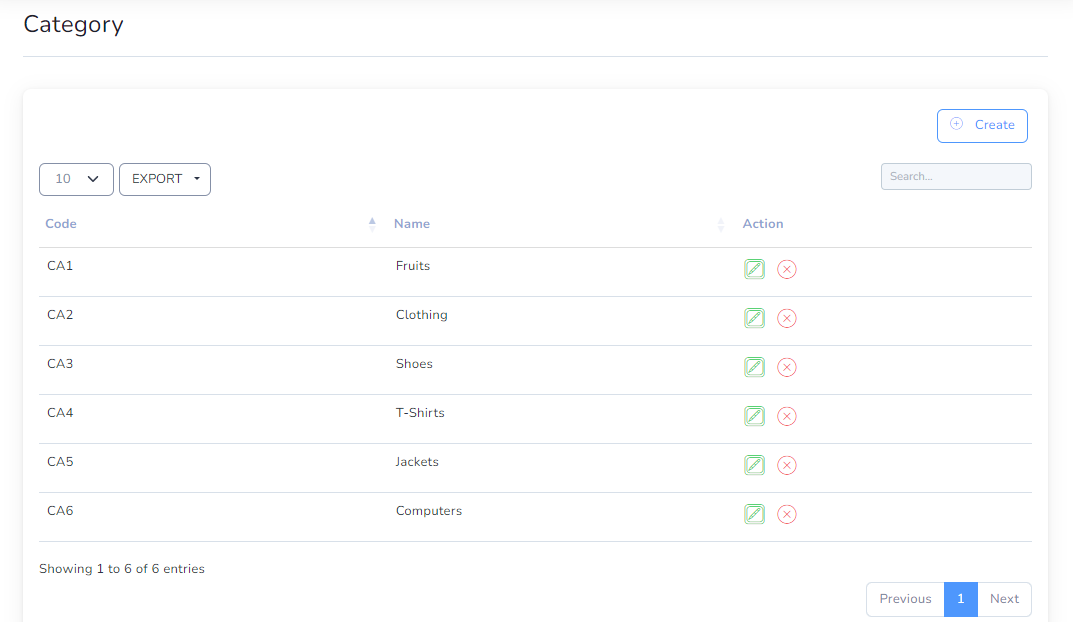 Category
Create
10 EXPORT Search...
Code Name Action
CA1 Fruits
CA2 Clothing
CA3 Shoes
CA4 T-Shirts
CA5 Jackets
CA6 Computers
Showing 1 to 6 of 6 entries
Previous 1 Next